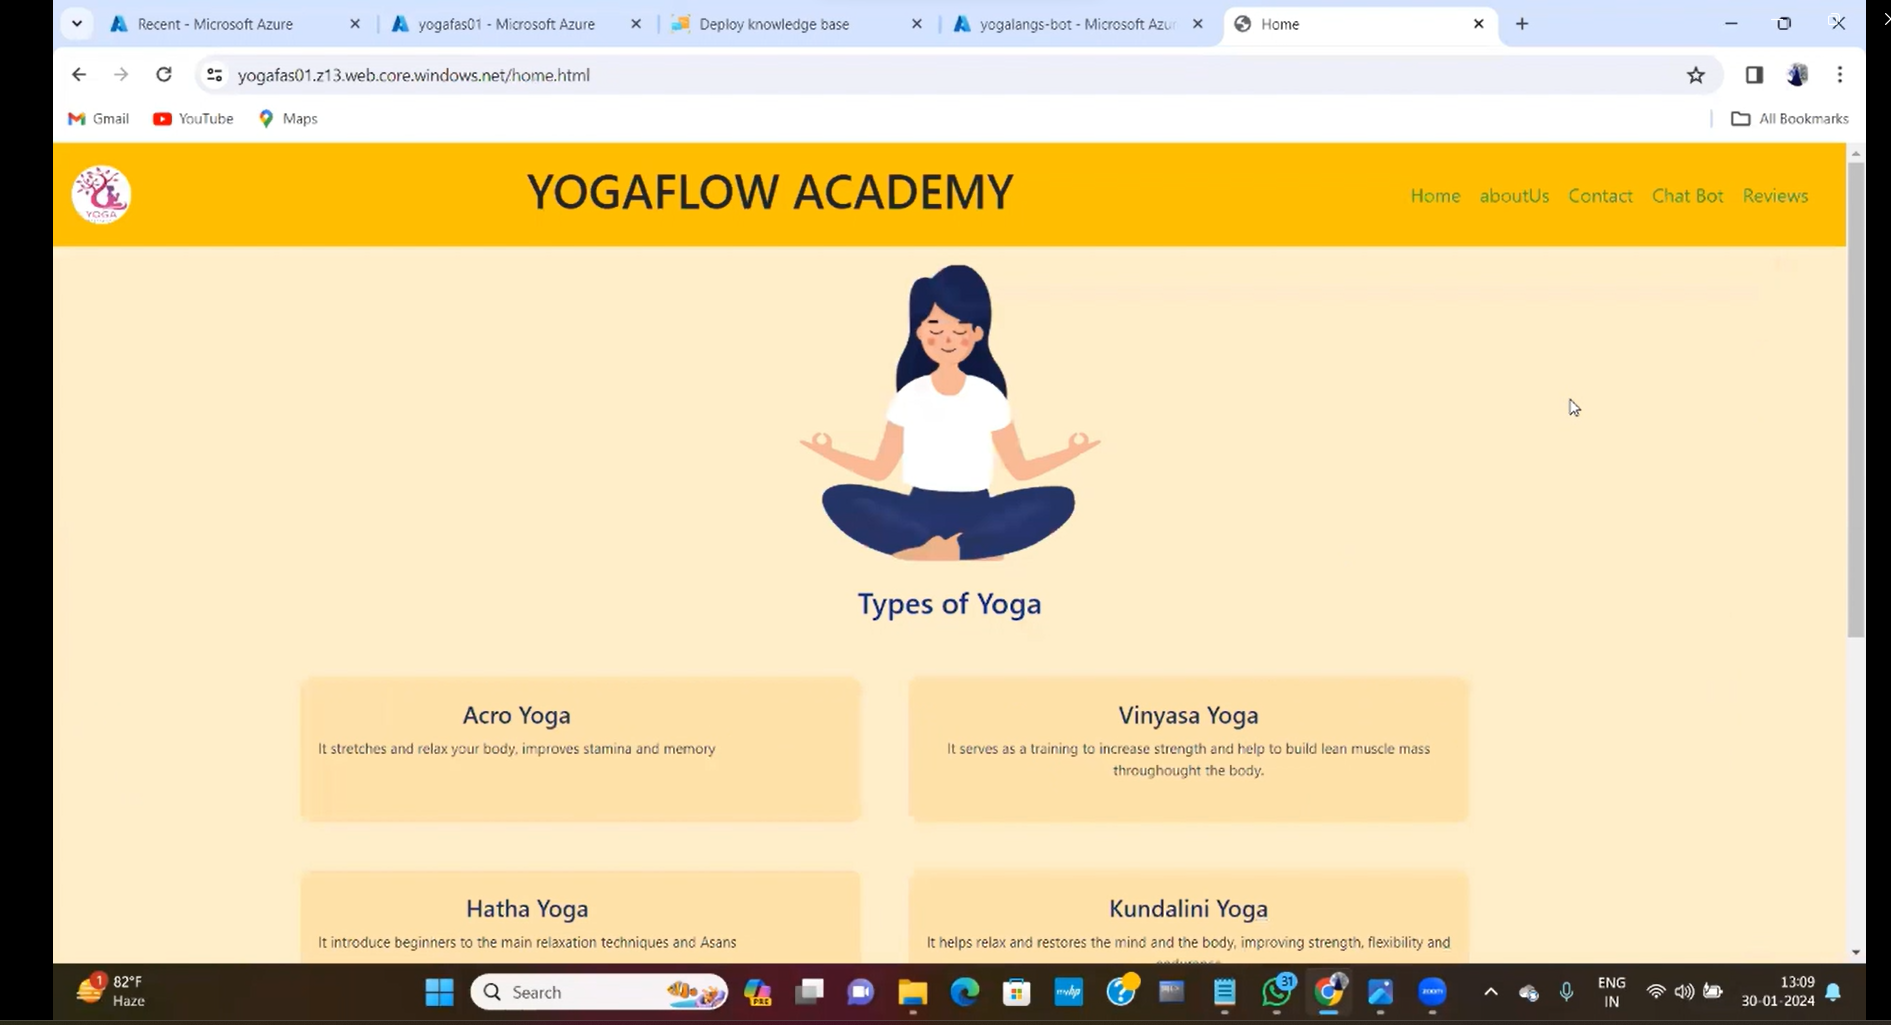 Recent - Microsoft Azure
yogafas01 - Microsoft Azure
Deploy knowledge base
yogalangs-bot - Microsoft Azu
Home
yogafas01.z13.web.core.windows.net/home.html
Gmail YouTube Maps All Bookmarks
YOGA
YOGAFLOW ACADEMY
Home aboutUs Contact Chat Bot Reviews
Types of Yoga
Acro Yoga
It stretches and relax your body, improves stamina and memory
Vinyasa Yoga
It serves as a training to increase strength and help to build lean muscle mass
throughought the body.
Hatha Yoga
It introduce beginners to the main relaxation techniques and Asans
Kundalini Yoga
It helps relax and restores the mind and the body, improving strength, flexibility and
endurance
1
82°F
Haze
Search
PRE
myhp
31
zoom
ENG
IN
13:09
30-01-2024